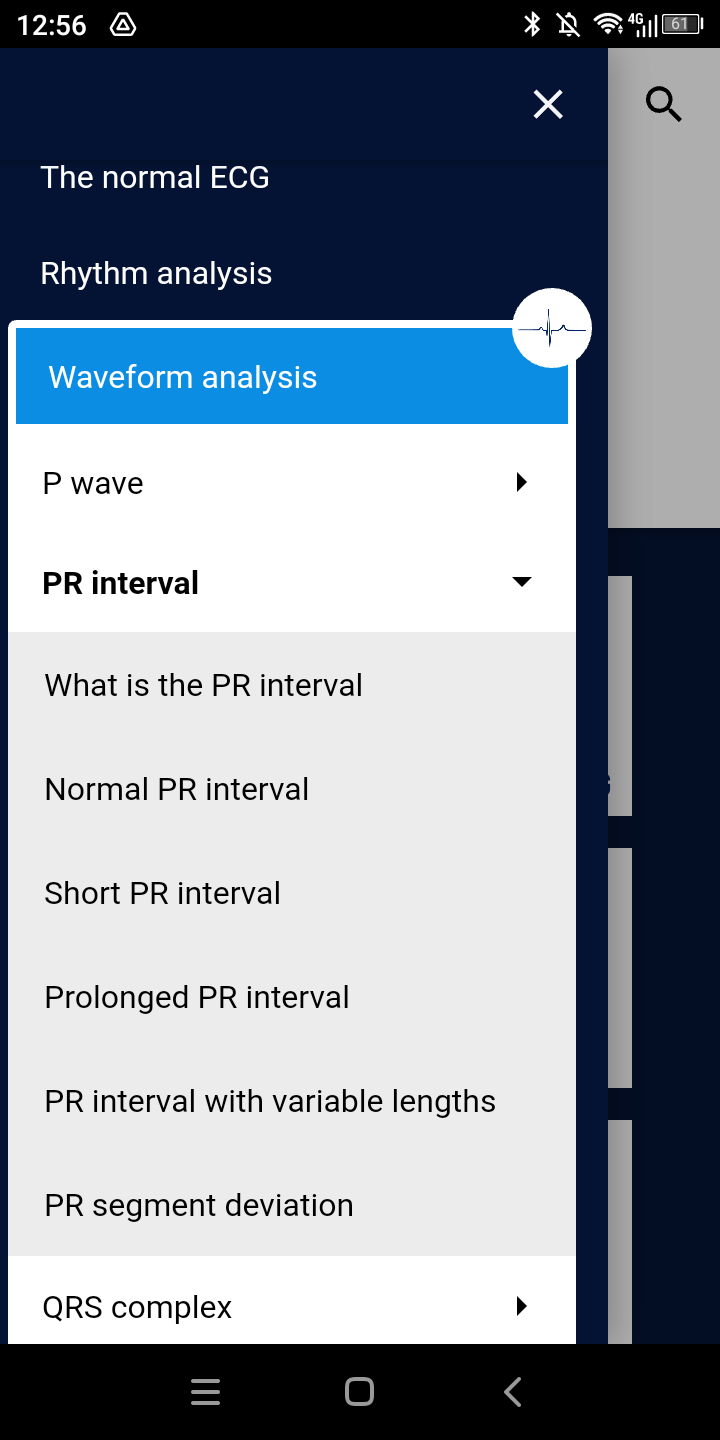 12:56
4G
61
The normal ECG
Rhythm analysis
Waveform analysis
P wave
PR interval
What is the PR interval
Normal PR interval
Short PR interval
Prolonged PR interval
PR interval with variable lengths
PR segment deviation
QRS complex